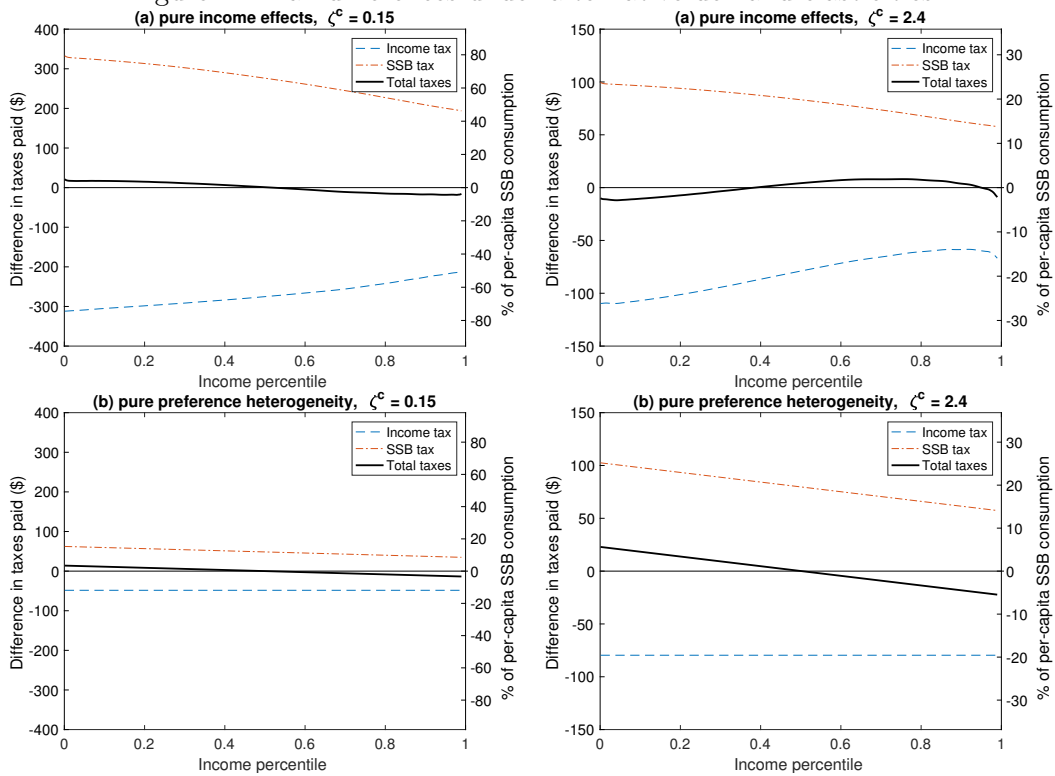 (a) pure income effects, ζᶜ = 0.15
400
300
200
100
0
-100
-200
-300
-400
Difference in taxes paid ($)
80
60
40
20
0
-20
-40
-60
-80
% of per-capita SSB consumption
Income tax
SSB tax
Total taxes
0 0.2 0.4 0.6 0.8 1
Income percentile
(a) pure income effects, ζᶜ = 2.4
150
100
50
0
-50
-100
-150
Difference in taxes paid ($)
30
20
10
0
-10
-20
-30
% of per-capita SSB consumption
Income tax
SSB tax
Total taxes
0 0.2 0.4 0.6 0.8 1
Income percentile
(b) pure preference heterogeneity, ζᶜ = 0.15
400
300
200
100
0
-100
-200
-300
-400
Difference in taxes paid ($)
80
60
40
20
0
-20
-40
-60
-80
% of per-capita SSB consumption
Income tax
SSB tax
Total taxes
0 0.2 0.4 0.6 0.8 1
Income percentile
(b) pure preference heterogeneity, ζᶜ = 2.4
150
100
50
0
-50
-100
-150
Difference in taxes paid ($)
30
20
10
0
-10
-20
-30
% of per-capita SSB consumption
Income tax
SSB tax
Total taxes
0 0.2 0.4 0.6 0.8 1
Income percentile